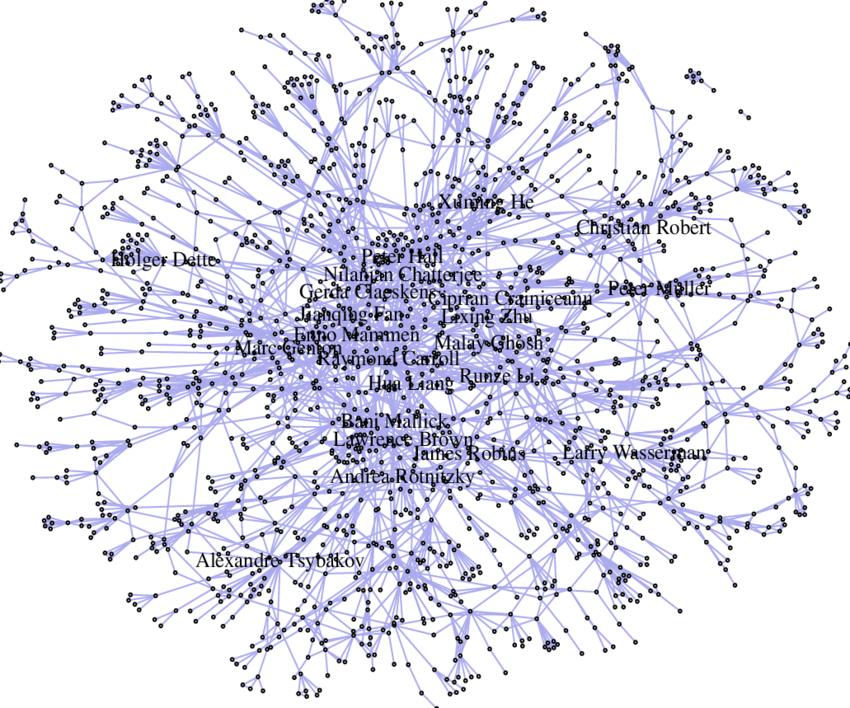 Xuming He
Christian Robert
Peter Hall
Holger Dette
Nilanjan Chatterjee
Peter Müller
Gerda Claeskens
Ciprian Crainiceanu
Jianqing Fan
Lixing Zhu
Enno Mammen
Malay Ghosh
Marc Genton
Raymond Carroll
Runze Li
Hua Liang
Bani Mallick
Lawrence Brown
James Robins
Larry Wasserman
Andrea Rotnitzky
Alexandre Tsybakov